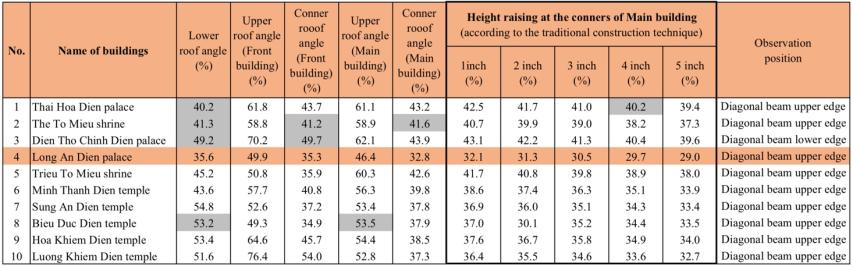 No. Name of buildings Lower roof angle (%) Upper roof angle (Front building) (%) Conner rooof angle (Front building) (%) Upper roof angle (Main building) (%) Conner roof angle (Main building) (%) Height raising at the conners of Main building (according to the traditional construction technique) Observation position
1inch (%) 2 inch (%) 3 inch (%) 4 inch (%) 5 inch (%)
1 Thai Hoa Dien palace 40.2 61.8 43.7 61.1 43.2 42.5 41.7 41.0 40.2 39.4 Diagonal beam upper edge
2 The To Mieu shrine 41.3 58.8 41.2 58.9 41.6 40.7 39.9 39.0 38.2 37.3 Diagonal beam upper edge
3 Dien Tho Chinh Dien palace 49.2 70.2 49.7 62.1 43.9 43.1 42.2 41.3 40.4 39.6 Diagonal beam lower edge
4 Long An Dien palace 35.6 49.9 35.3 46.4 32.8 32.1 31.3 30.5 29.7 29.0 Diagonal beam upper edge
5 Trieu To Mieu shrine 45.2 50.8 35.9 60.3 42.6 41.7 40.8 39.8 38.9 38.0 Diagonal beam upper edge
6 Minh Thanh Dien temple 43.6 57.7 40.8 56.3 39.8 38.6 37.4 36.3 35.1 33.9 Diagonal beam upper edge
7 Sung An Dien temple 54.8 52.6 37.2 53.4 37.8 36.9 36.0 35.1 34.3 33.4 Diagonal beam upper edge
8 Bieu Duc Dien temple 53.2 49.3 34.9 53.5 37.9 37.0 30.1 35.2 34.4 33.5 Diagonal beam upper edge
9 Hoa Khiem Dien temple 53.4 64.6 45.7 54.4 38.5 37.6 36.7 35.8 34.9 34.0 Diagonal beam upper edge
10 Luong Khiem Dien temple 51.6 76.4 54.0 52.8 37.3 36.4 35.5 34.6 33.6 32.7 Diagonal beam upper edge